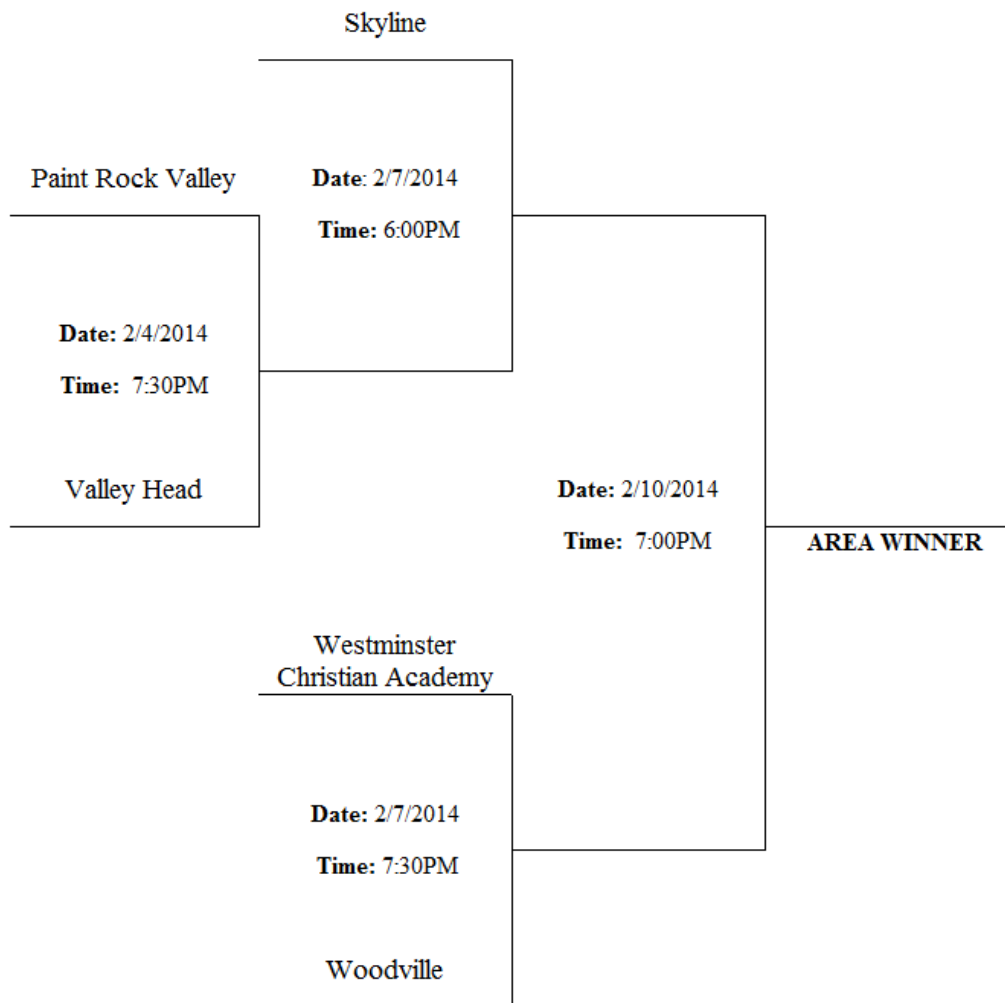 Skyline
Paint Rock Valley
Date: 2/7/2014
Time: 6:00PM
Date: 2/4/2014
Time:  7:30PM
Valley Head
Date: 2/10/2014
Time:  7:00PM
AREA WINNER
Westminster
Christian Academy
Date: 2/7/2014
Time: 7:30PM
Woodville